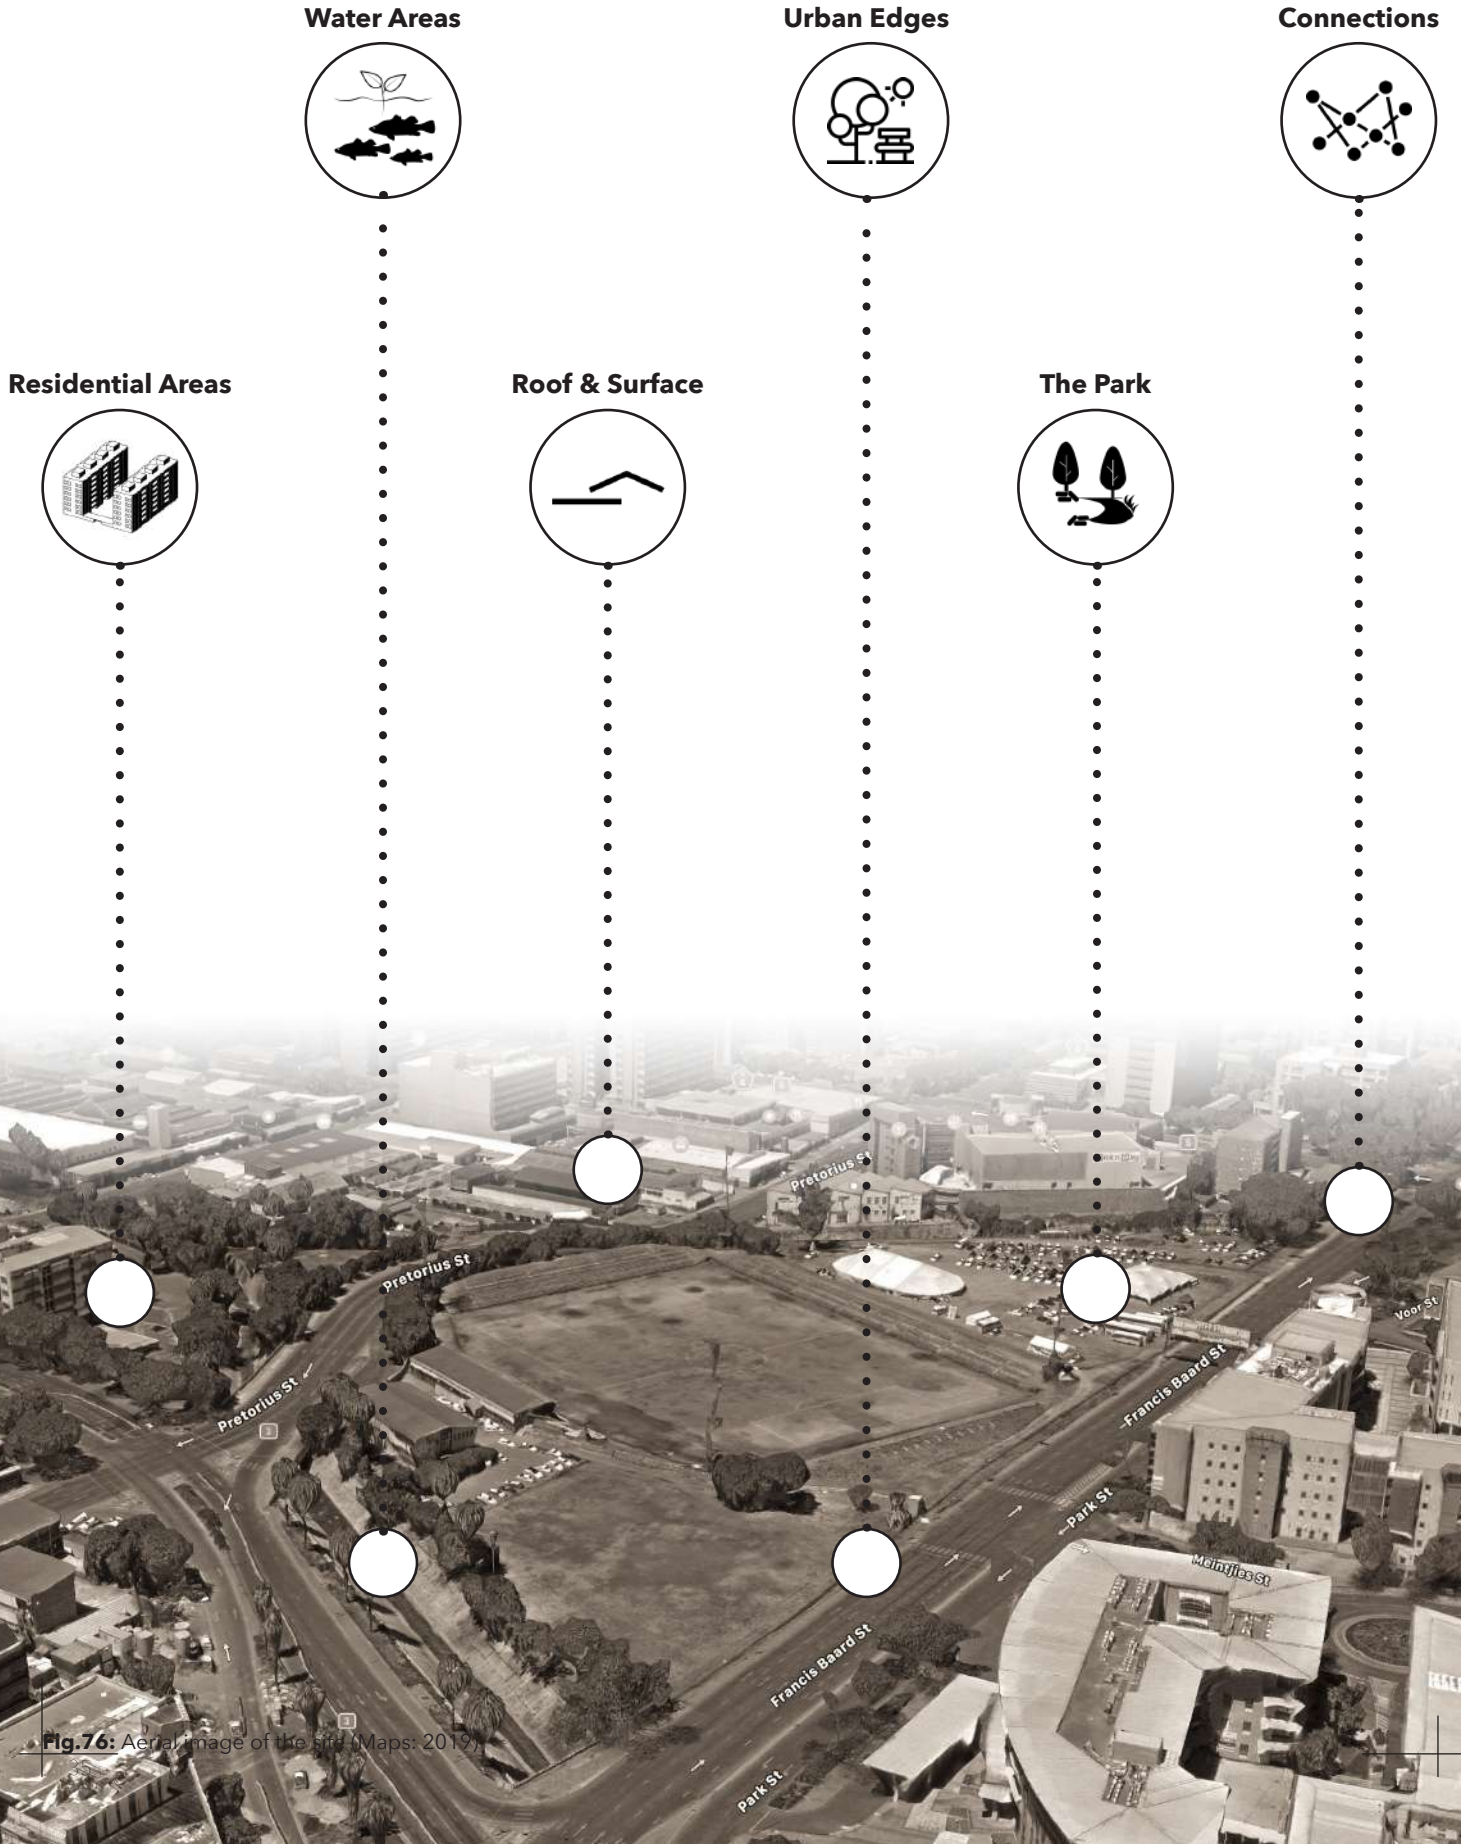 Water Areas
Urban Edges
Connections
Residential Areas
Roof & Surface
The Park
Pretorius St
Pretorius St
Voor St
Francis Baard St
Pretorius St
3
Park St
Meintjies St
Francis Baard St
3
Fig.76: Aerial image of the site (Maps: 2019)
Park St